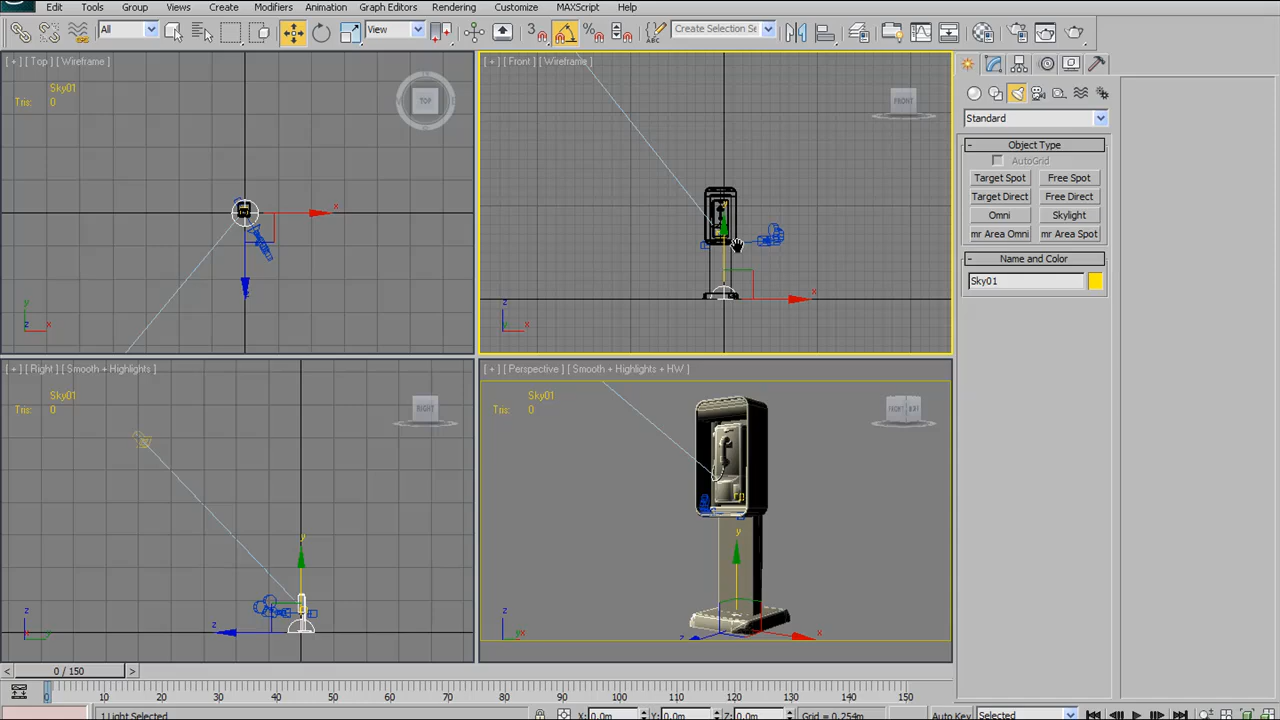 Edit Tools Group Views Create Modifiers Animation Graph Editors Rendering Customize MAXScript Help
All View 3 % ABC Create Selection Se
[ + ] [ Top ] [ Wireframe ]
Sky01
Tris: 0
TOP
x
z
y
z x
[ + ] [ Front ] [ Wireframe ]
FRONT
y
x
z
y x
[ + ] [ Right ] [ Smooth + Highlights ]
Sky01
Tris: 0
RIGHT
y
z
z
[ + ] [ Perspective ] [ Smooth + Highlights + HW ]
Sky01
Tris: 0
FRONT
y
z x
z
x
Standard
- Object Type
AutoGrid
Target Spot Free Spot
Target Direct Free Direct
Omni Skylight
mr Area Omni mr Area Spot
- Name and Color
Sky01
< 0 / 150 >
0 10 20 30 40 50 60 70 80 90 100 110 120 130 140 150
1 Light Selected X: 0.0m Y: 0.0m Z: 0.0m Grid = 0.254m Auto Key Selected